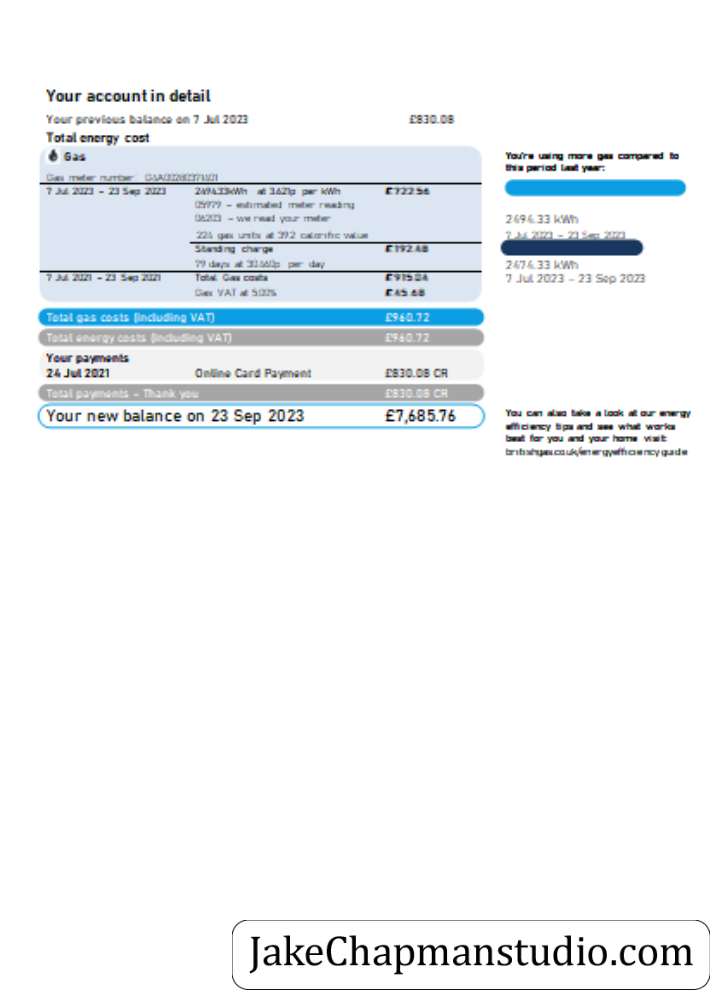 Your account in detail
Your previous balance on 7 Jul 2023 £830.08
Total energy cost
Gas
Gas meter number:
7 Jul 2023 – 23 Sep 2023 2494.33kWh at 3.621p per kWh £722.56
05979 – estimated meter reading
06203 – we read your meter
224 gas units at 39.2 calorific value
Standing charge £192.48
79 days at per day
7 Jul 2021 – 23 Sep 2021 Total Gas costs £915.04
Gas VAT at 5.00% £45.68
Total gas costs (including VAT) £960.72
Total energy costs (including VAT) £960.72
Your payments
24 Jul 2021 Online Card Payment £830.08 CR
Total payments – Thank you £830.08 CR
Your new balance on 23 Sep 2023 £7,685.76
You're using more gas compared to
this period last year:
2494.33 kWh
7 Jul 2023 – 23 Sep 2023
2474.33 kWh
7 Jul 2023 – 23 Sep 2023
You can also take a look at our energy
efficiency tips and see what works
best for you and your home visit:
britishgas.co.uk/energyefficiencyguide
JakeChapmanstudio.com